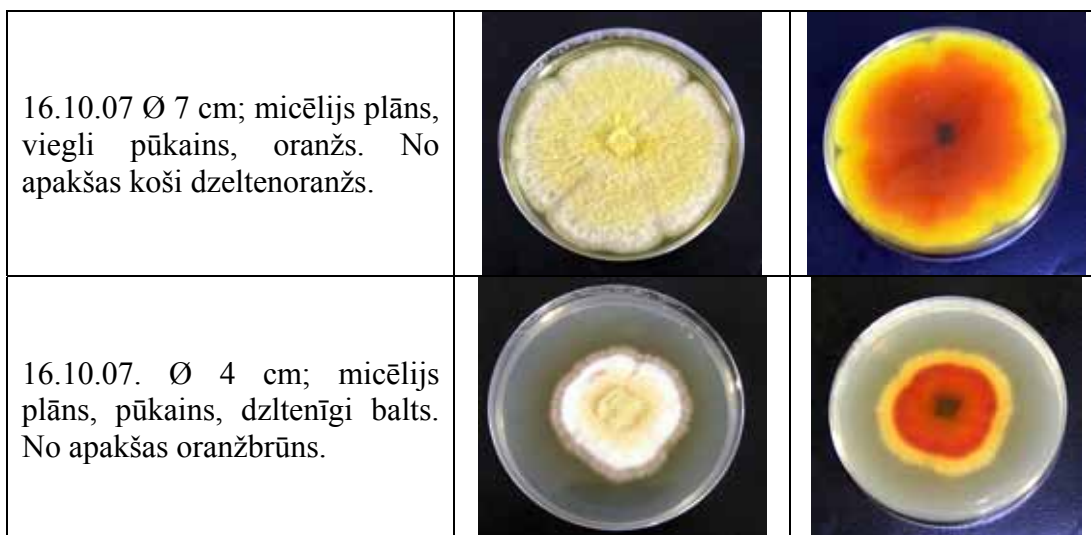 16.10.07 Ø 7 cm; micēlijs plāns,
viegli pūkains, oranžs. No
apakšas koši dzeltenoranžs.
16.10.07. Ø 4 cm; micēlijs
plāns, pūkains, dzltenīgi balts.
No apakšas oranžbrūns.